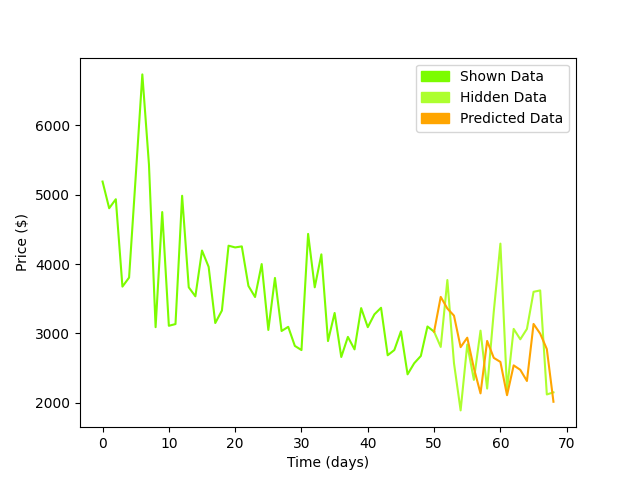 Shown Data
Hidden Data
Predicted Data
6000
5000
4000
3000
2000
Price ($)
0 10 20 30 40 50 60 70
Time (days)